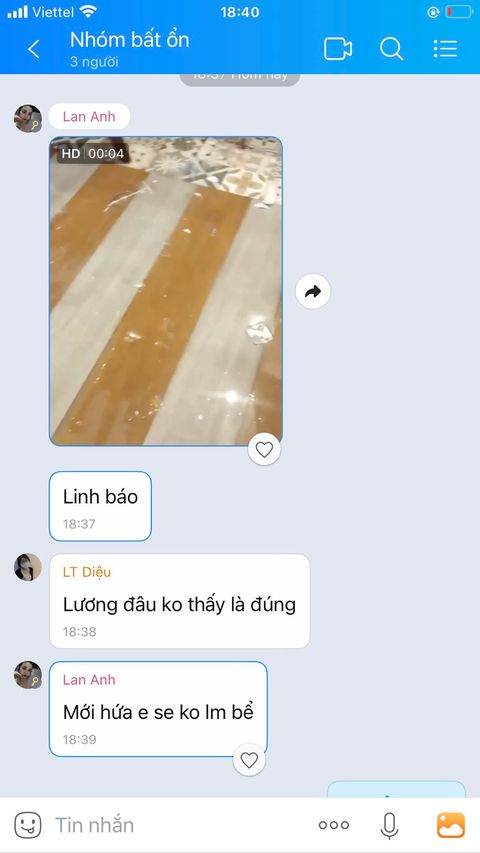 Viettel 18:40
Nhóm bất ổn
3 người
18:37 Hôm nay
Lan Anh
HD 00:04
Linh báo
18:37
LT Diệu
Lương đâu ko thấy là đúng
18:38
Lan Anh
Mới hứa e se ko lm bể
18:39
Tin nhắn